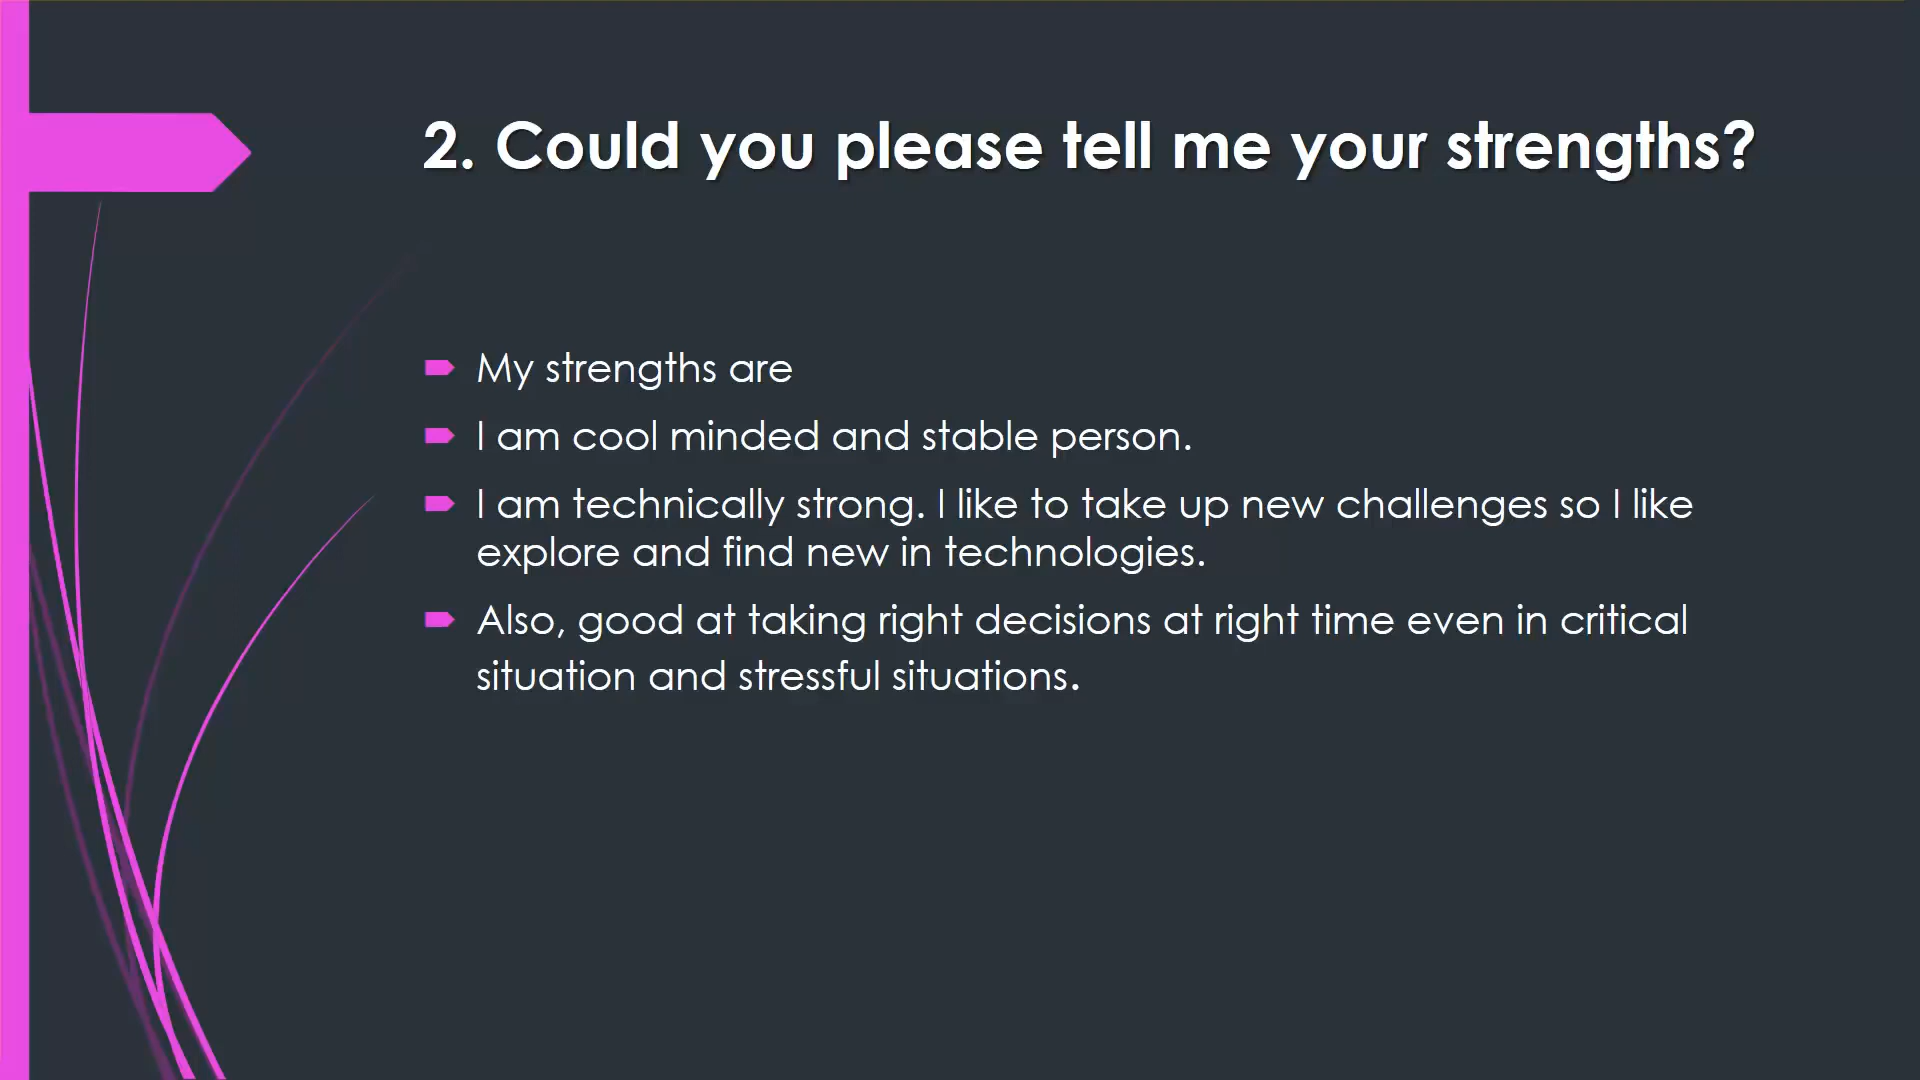 2. Could you please tell me your strengths?
My strengths are
I am cool minded and stable person.
I am technically strong. I like to take up new challenges so I like
explore and find new in technologies.
Also, good at taking right decisions at right time even in critical
situation and stressful situations.